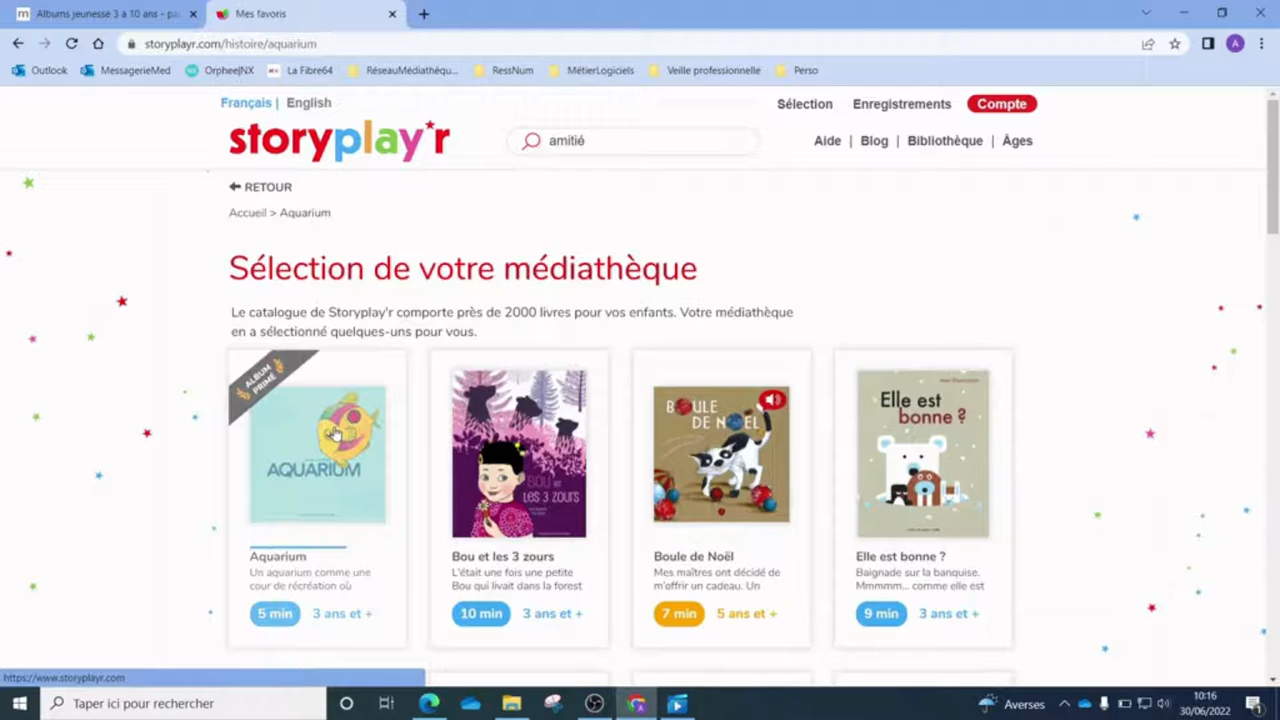 Albums jeunesse 3 à 10 ans - pa
Mes favoris
storyplayr.com/histoire/aquarium
A
Outlook
MessagerieMed
Orphee|NX
La Fibre64
RéseauMédiathèqu...
RessNum
MétierLogiciels
Veille professionnelle
Perso
Français | English
Sélection
Enregistrements
Compte
storyplay'r
amitié
Aide | Blog | Bibliothèque | Âges
RETOUR
Accueil > Aquarium
Sélection de votre médiathèque
Le catalogue de Storyplay'r comporte près de 2000 livres pour vos enfants. Votre médiathèque
en a sélectionné quelques-uns pour vous.
ALBUM
PRIMÉ
AQUARIUM
Aquarium
Un aquarium comme une
cour de récréation où
5 min
3 ans et +
BOU et
LES 3 ZOURS
Bou et les 3 zours
L'était une fois une petite
Bou qui livait dans la forest
10 min
3 ans et +
BOULE
DE NOËL
Boule de Noël
Mes maîtres ont décidé de
m'offrir un cadeau. Un
7 min
5 ans et +
Elle est
bonne ?
Elle est bonne ?
Baignade sur la banquise.
Mmmmm... comme elle est
9 min
3 ans et +
https://www.storyplayr.com
Taper ici pour rechercher
Averses
10:16
30/06/2022